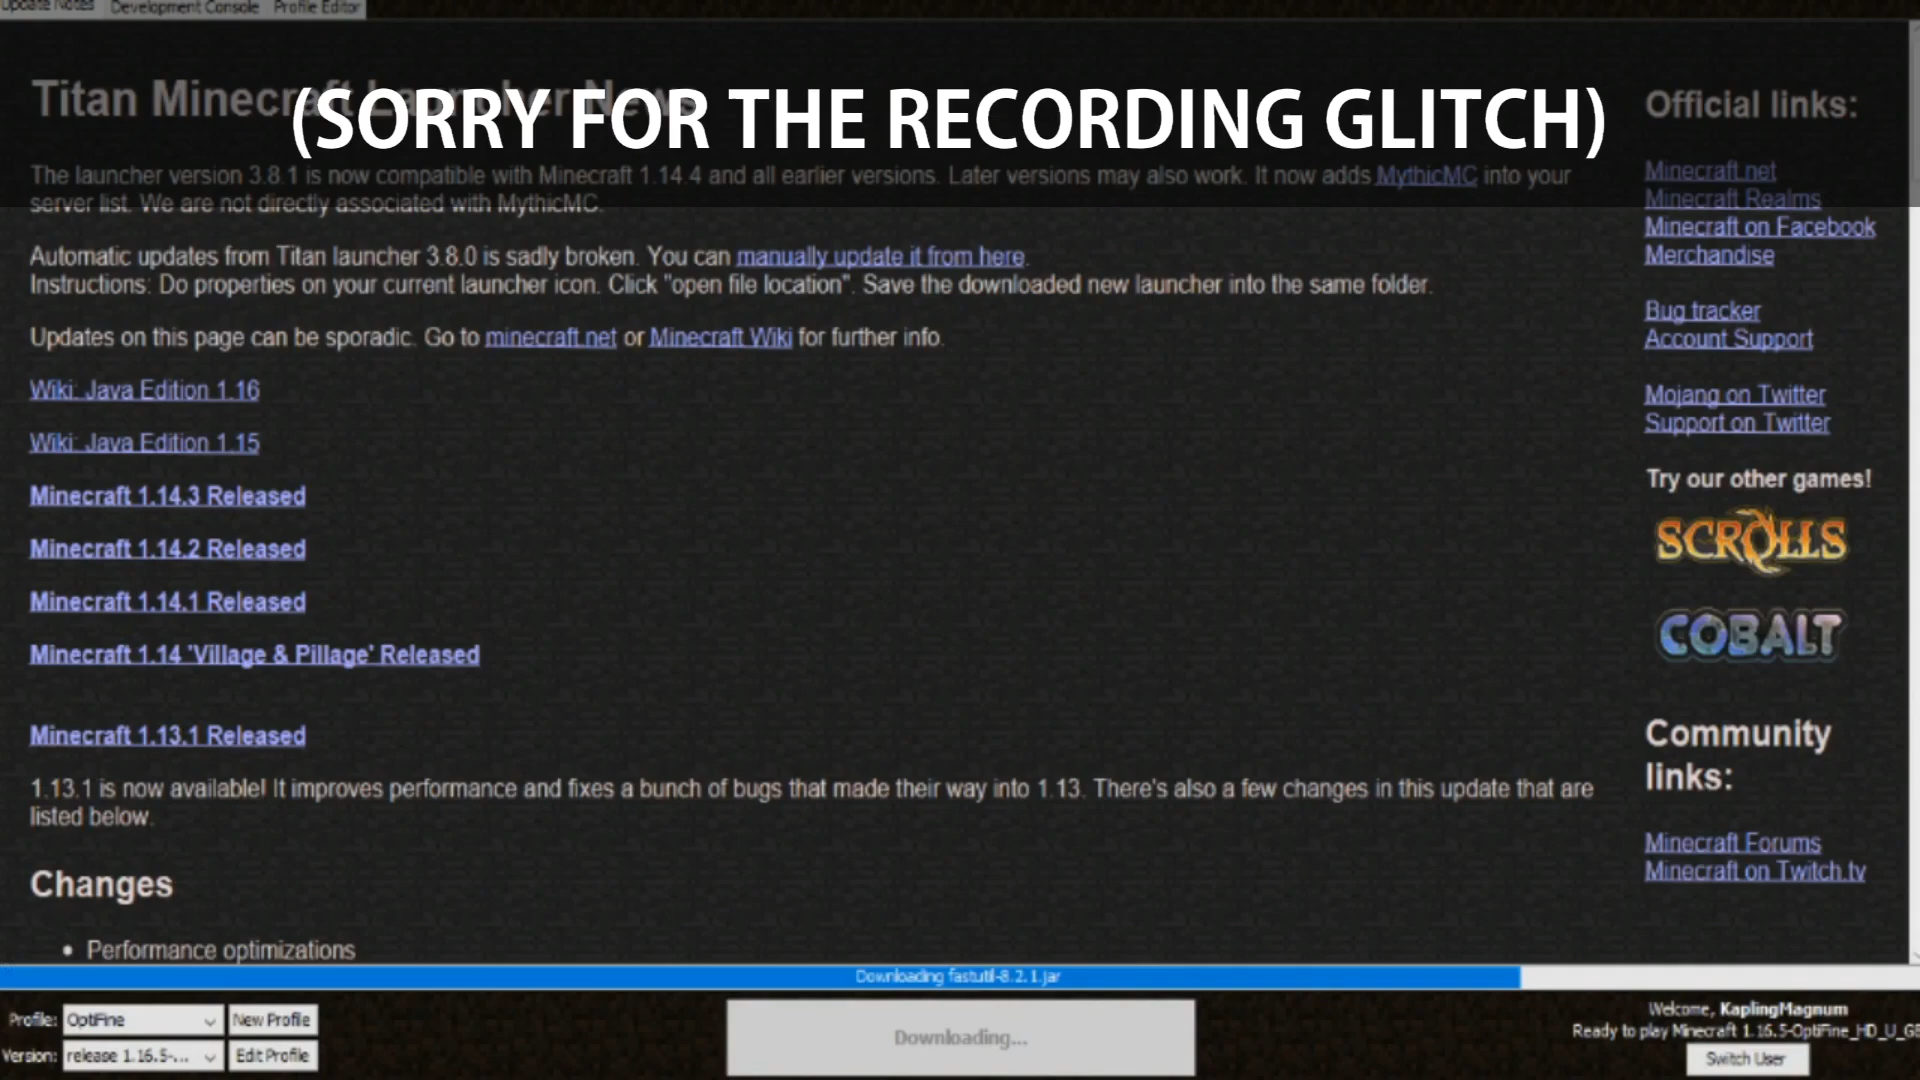 Update Notes Development Console Profile Editor
Titan Minecraft Launcher News
(SORRY FOR THE RECORDING GLITCH)
The launcher version 3.8.1 is now compatible with Minecraft 1.14.4 and all earlier versions. Later versions may also work. It now adds MythicMC into your
server list. We are not directly associated with MythicMC.
Automatic updates from Titan launcher 3.8.0 is sadly broken. You can manually update it from here.
Instructions: Do properties on your current launcher icon. Click "open file location". Save the downloaded new launcher into the same folder.
Updates on this page can be sporadic. Go to minecraft.net or Minecraft Wiki for further info.
Wiki: Java Edition 1.16
Wiki: Java Edition 1.15
Minecraft 1.14.3 Released
Minecraft 1.14.2 Released
Minecraft 1.14.1 Released
Minecraft 1.14 'Village & Pillage' Released
Minecraft 1.13.1 Released
1.13.1 is now available! It improves performance and fixes a bunch of bugs that made their way into 1.13. There's also a few changes in this update that are
listed below.
Changes
• Performance optimizations
Official links:
Minecraft.net
Minecraft Realms
Minecraft on Facebook
Merchandise
Bug tracker
Account Support
Mojang on Twitter
Support on Twitter
Try our other games!
SCROLLS
COBALT
Community
links:
Minecraft Forums
Minecraft on Twitch.tv
Downloading fastutil-8.2.1.jar
Profile: OptiFine New Profile
Version: release 1.16.5-... Edit Profile
Downloading...
Welcome, KaplingMagnum
Ready to play Minecraft 1.16.5-OptiFine_HD_U_G8
Switch User